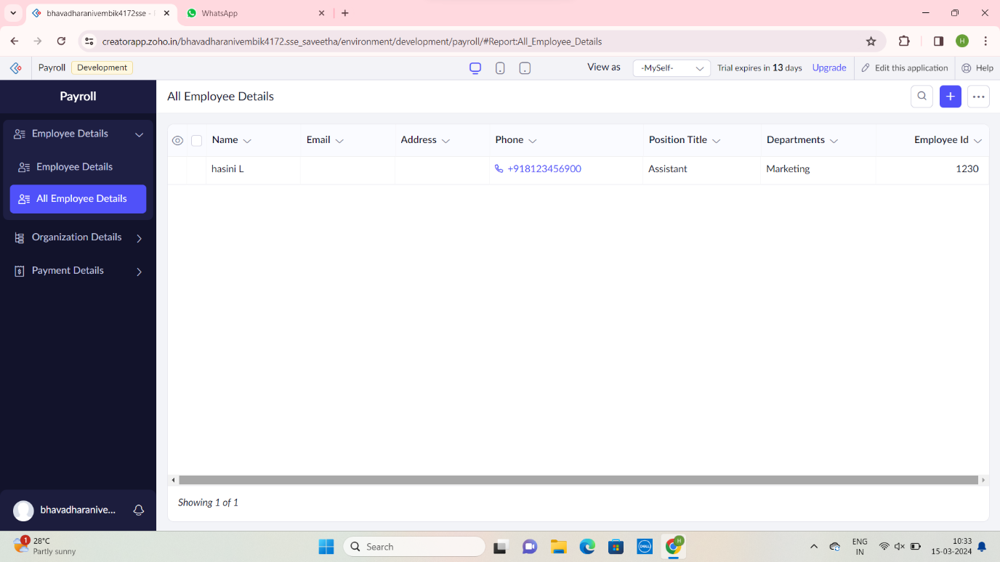 bhavadharanivembik4172sse -
WhatsApp
creatorapp.zoho.in/bhavadharanivembik4172.sse_saveetha/environment/development/payroll/#Report:All_Employee_Details
H
Payroll Development View as -MySelf- Trial expires in 13 days Upgrade Edit this application Help
Payroll
Employee Details
Employee Details
All Employee Details
Organization Details
Payment Details
bhavadharanive...
All Employee Details
Name Email Address Phone Position Title Departments Employee Id
hasini L +918123456900 Assistant Marketing 1230
Showing 1 of 1
1
28°C
Partly sunny
Search
DELL
H
ENG
IN
10:33
15-03-2024